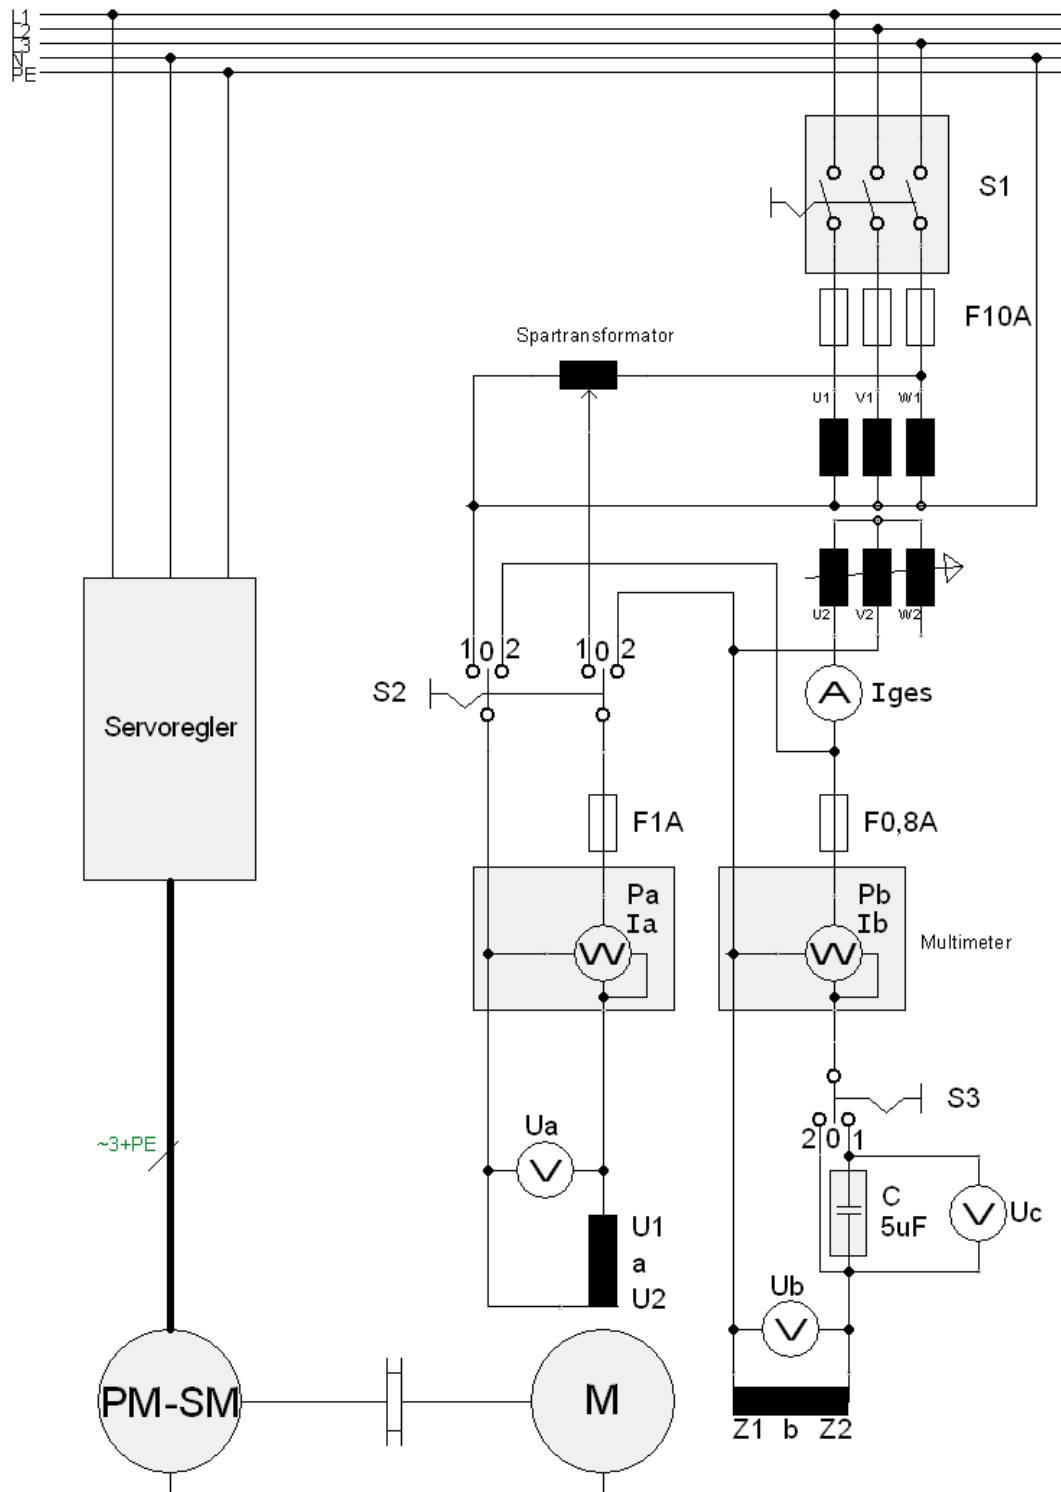 L1
L2
L3
N
PE
S1
F10A
Spartransformator
U1 V1 W1
U2 V2 W2
1 0 2 1 0 2
S2
A Iges
Servoregler
F1A F0,8A
Pa
Ia
W
Pb
Ib
W
Multimeter
S3
~3+PE
2 0 1
Ua
V
C
5uF
V Uc
U1
a
U2
Ub
V
PM-SM
M
Z1 b Z2